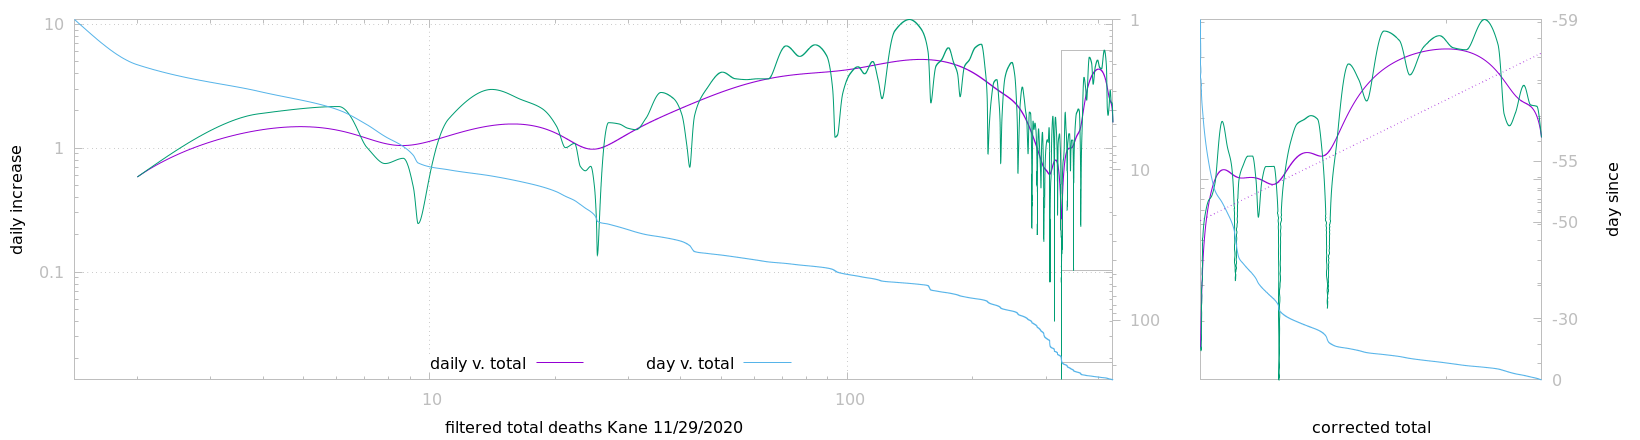 10
1
0.1
daily increase
1
10
100
daily v. total
day v. total
10
100
filtered total deaths Kane 11/29/2020
-59
-55
-50
-30
0
day since
corrected total